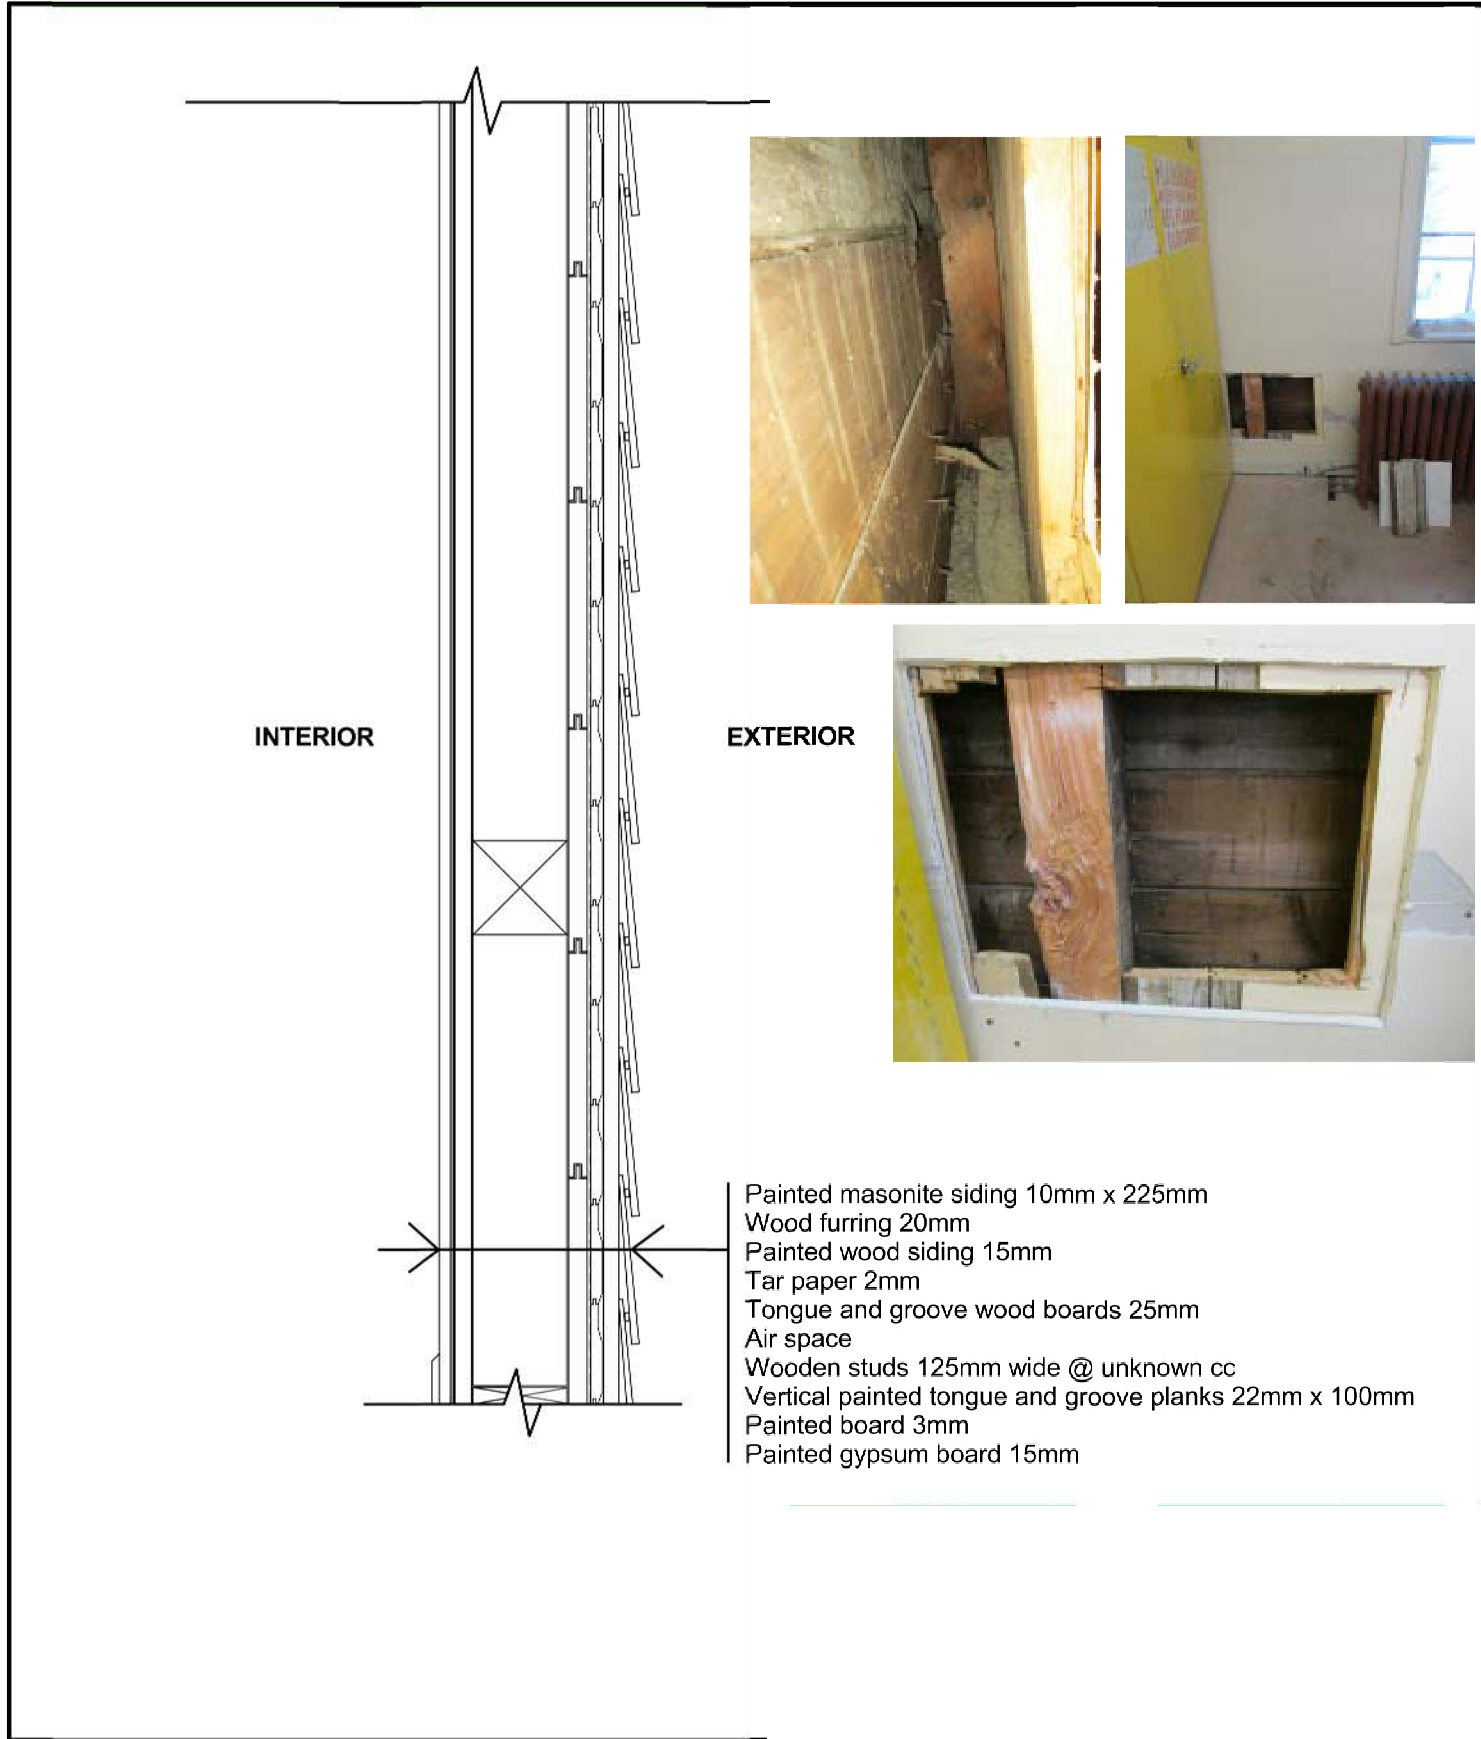 INTERIOR
EXTERIOR
Painted masonite siding 10mm x 225mm
Wood furring 20mm
Painted wood siding 15mm
Tar paper 2mm
Tongue and groove wood boards 25mm
Air space
Wooden studs 125mm wide @ unknown cc
Vertical painted tongue and groove planks 22mm x 100mm
Painted board 3mm
Painted gypsum board 15mm